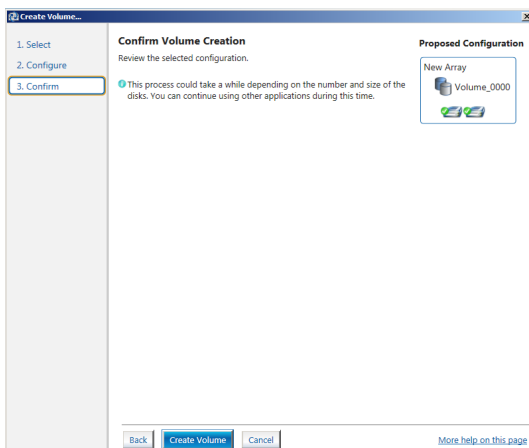 Create Volume...
1. Select
2. Configure
3. Confirm
Confirm Volume Creation
Review the selected configuration.
This process could take a while depending on the number and size of the
disks. You can continue using other applications during this time.
Proposed Configuration
New Array
Volume_0000
Back
Create Volume
Cancel
More help on this page